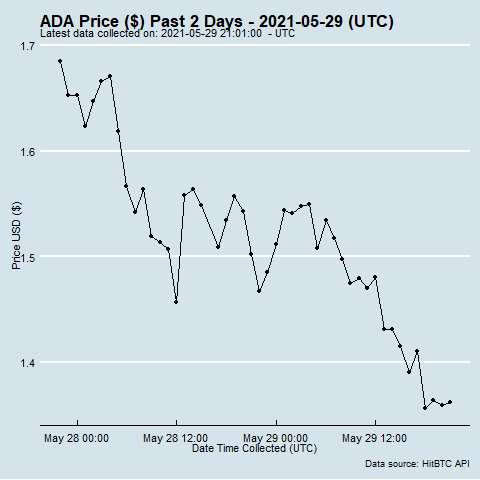 ADA Price ($) Past 2 Days - 2021-05-29 (UTC)
Latest data collected on: 2021-05-29 21:01:00 - UTC
1.7
1.6
1.5
1.4
Price USD ($)
May 28 00:00
May 28 12:00
May 29 00:00
May 29 12:00
Date Time Collected (UTC)
Data source: HitBTC API